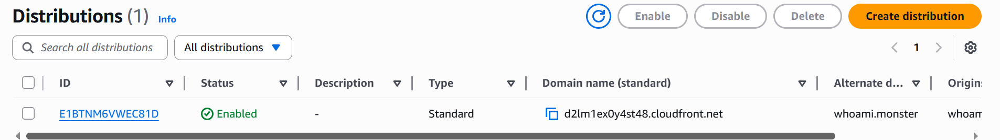 Distributions (1) Info
Enable
Disable
Delete
Create distribution
Search all distributions
All distributions
1
ID Status Description Type Domain name (standard) Alternate d... Origin
E1BTNM6VWEC81D Enabled - Standard d2lm1ex0y4st48.cloudfront.net whoami.monster whoam